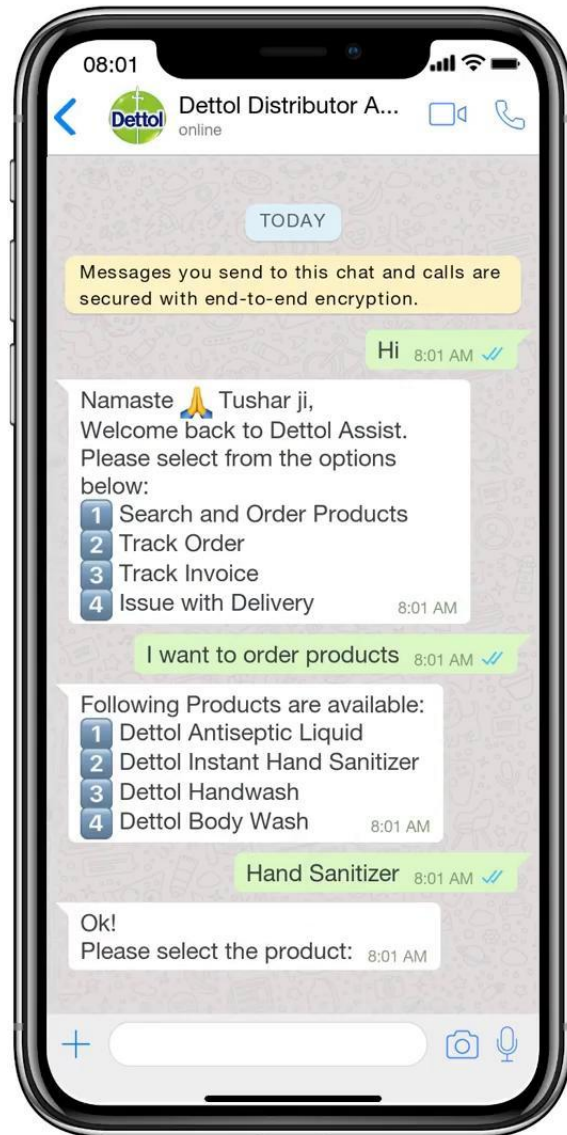 08:01
Dettol
Dettol Distributor A...
online
TODAY
Messages you send to this chat and calls are
secured with end-to-end encryption.
Hi 8:01 AM
Namaste 🙏 Tushar ji,
Welcome back to Dettol Assist.
Please select from the options
below:
1 Search and Order Products
2 Track Order
3 Track Invoice
4 Issue with Delivery 8:01 AM
I want to order products 8:01 AM
Following Products are available:
1 Dettol Antiseptic Liquid
2 Dettol Instant Hand Sanitizer
3 Dettol Handwash
4 Dettol Body Wash 8:01 AM
Hand Sanitizer 8:01 AM
Ok!
Please select the product: 8:01 AM